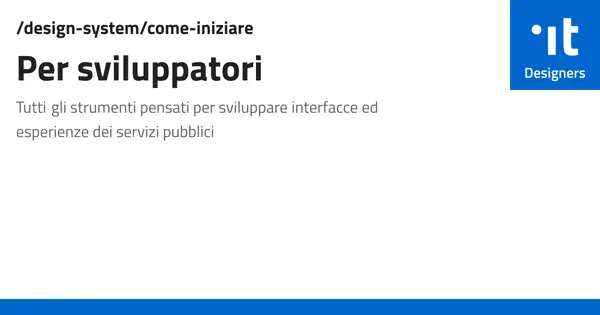 /design-system/come-iniziare
Per sviluppatori
Tutti gli strumenti pensati per sviluppare interfacce ed
esperienze dei servizi pubblici
.it
Designers